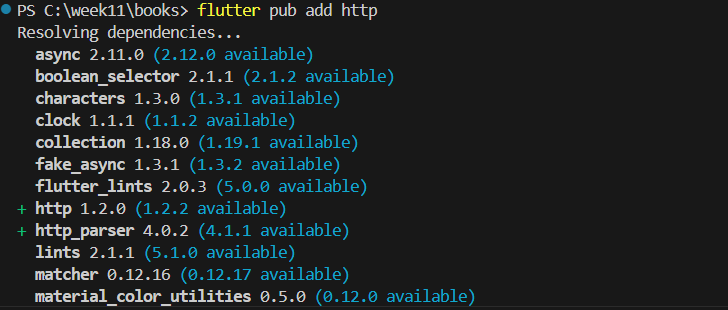 PS C:\week11\books> flutter pub add http
Resolving dependencies...
async 2.11.0 (2.12.0 available)
boolean_selector 2.1.1 (2.1.2 available)
characters 1.3.0 (1.3.1 available)
clock 1.1.1 (1.1.2 available)
collection 1.18.0 (1.19.1 available)
fake_async 1.3.1 (1.3.2 available)
flutter_lints 2.0.3 (5.0.0 available)
+ http 1.2.0 (1.2.2 available)
+ http_parser 4.0.2 (4.1.1 available)
lints 2.1.1 (5.1.0 available)
matcher 0.12.16 (0.12.17 available)
material_color_utilities 0.5.0 (0.12.0 available)